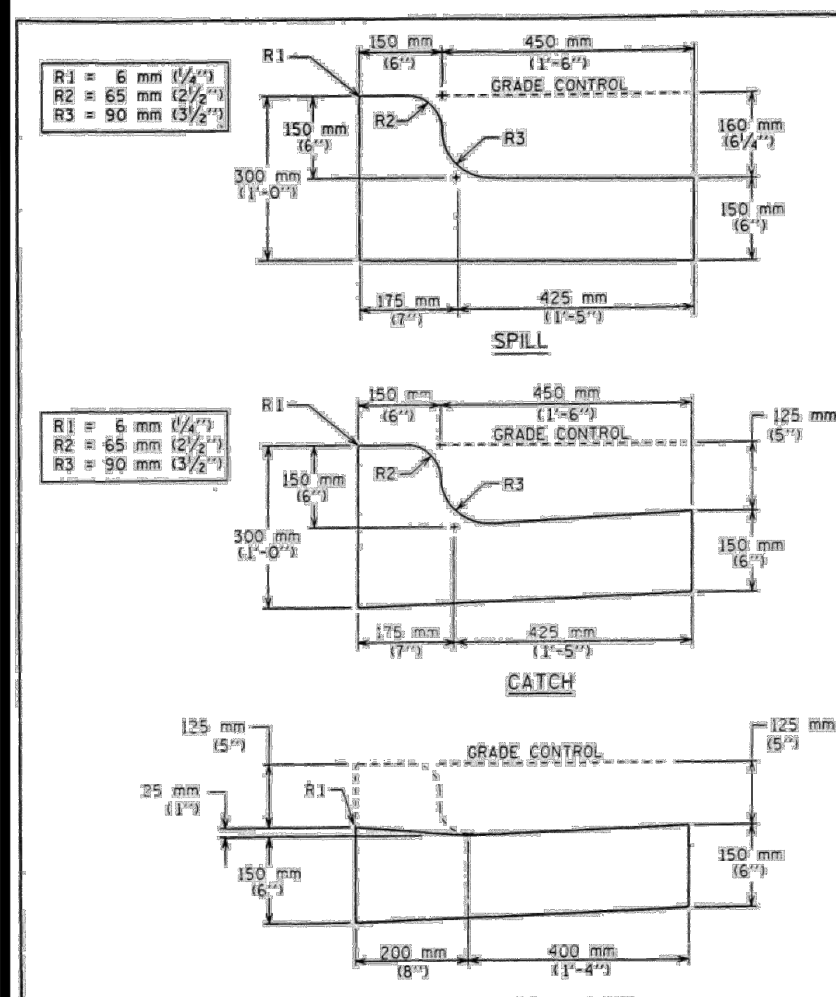 R1 = 6 mm (1/4")
R2 = 65 mm (2 1/2")
R3 = 90 mm (3 1/2")
150 mm
(6")
450 mm
(1'-6")
R1
GRADE CONTROL
R2
R3
150 mm
(6")
300 mm
(1'-0")
160 mm
(6 1/4")
150 mm
(6")
175 mm
(7")
425 mm
(1'-5")
SPILL
R1 = 6 mm (1/4")
R2 = 65 mm (2 1/2")
R3 = 90 mm (3 1/2")
150 mm
(6")
450 mm
(1'-6")
R1
GRADE CONTROL
125 mm
(5")
R2
R3
150 mm
(6")
300 mm
(1'-0")
150 mm
(6")
175 mm
(7")
425 mm
(1'-5")
CATCH
125 mm
(5")
GRADE CONTROL
125 mm
(5")
25 mm
(1")
R1
150 mm
(6")
150 mm
(6")
200 mm
(8")
400 mm
(1'-4")